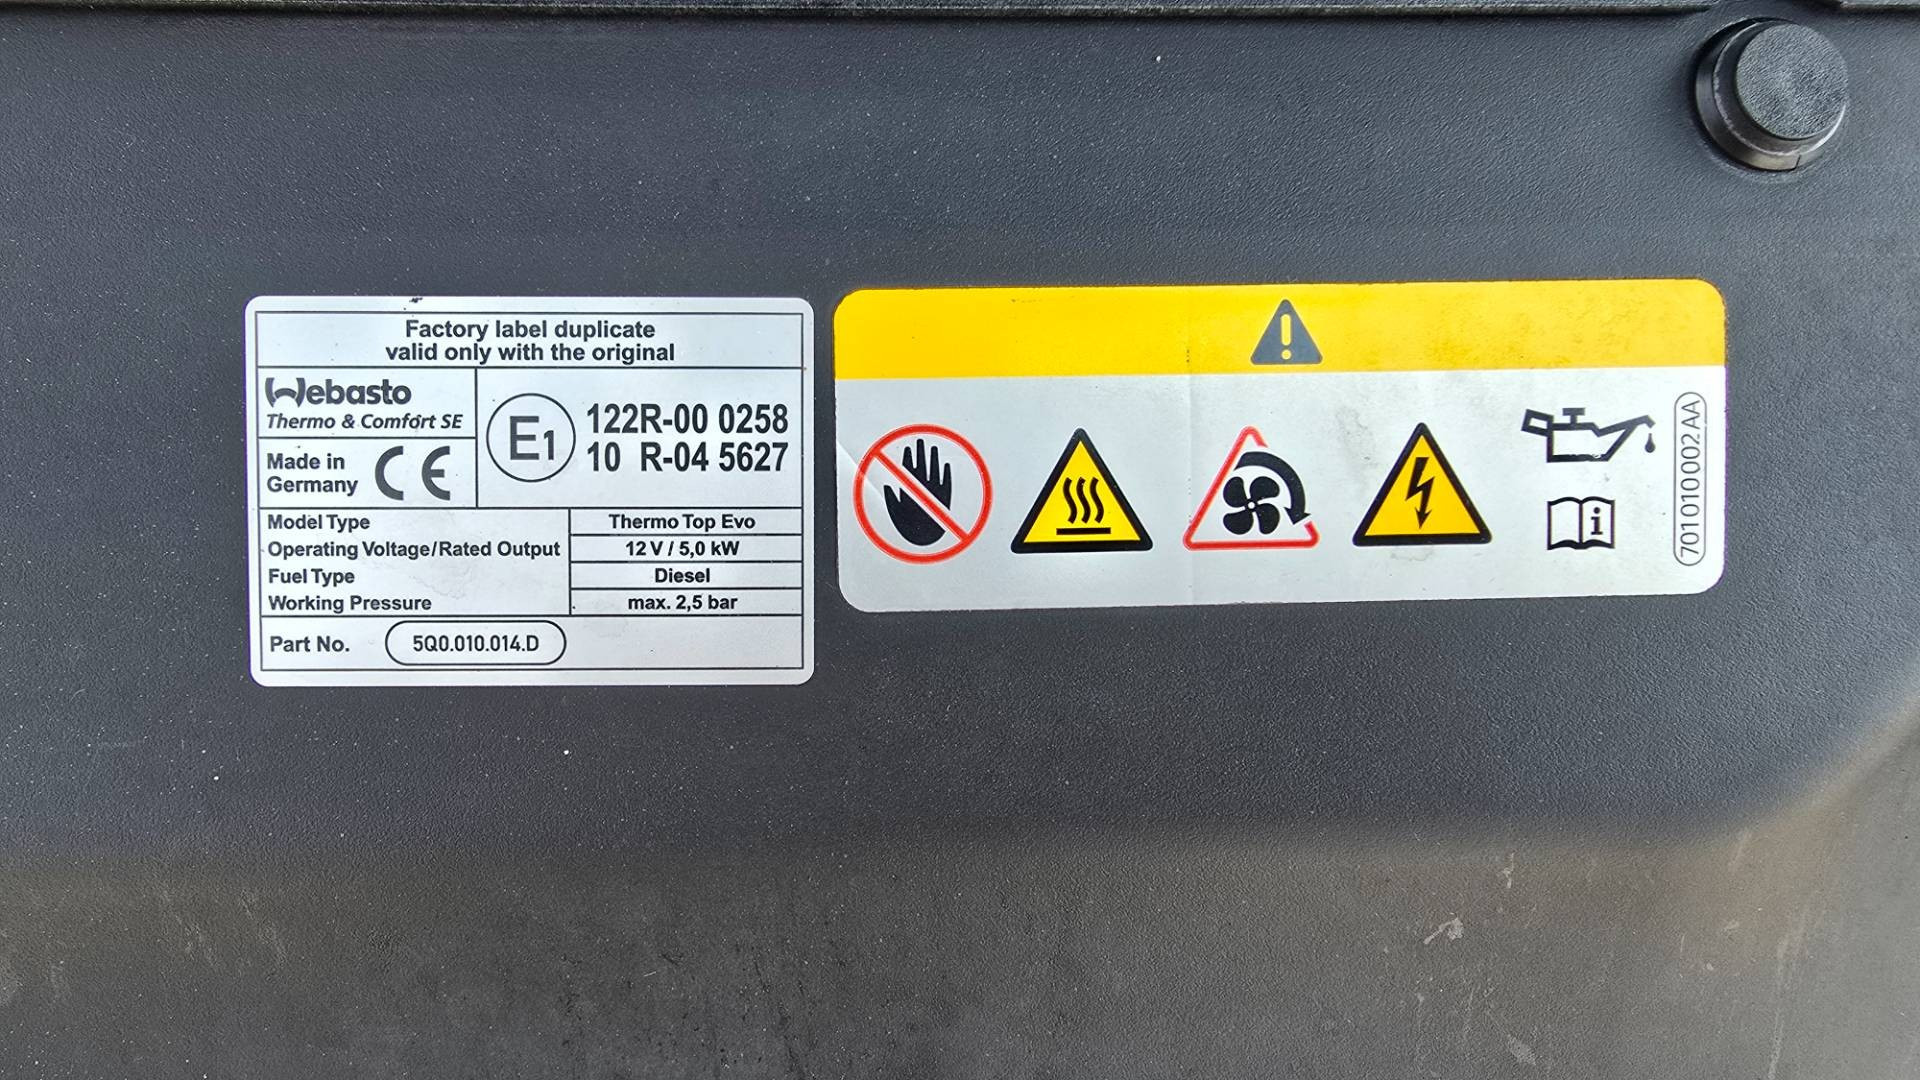 Factory label duplicate
valid only with the original
Webasto
Thermo & Comfort SE
Made in
Germany
CE
E1
122R-00 0258
10 R-04 5627
Model Type Thermo Top Evo
Operating Voltage/Rated Output 12 V / 5,0 kW
Fuel Type Diesel
Working Pressure max. 2,5 bar
Part No. 5Q0.010.014.D
!
i
701010002AA